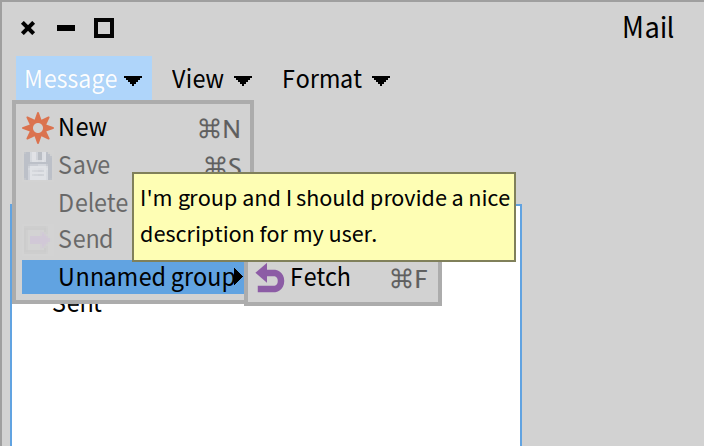 Mail
Message View Format
New ⌘N
Save ⌘S
Delete
I'm group and I should provide a nice
description for my user.
Send
Unnamed group
Fetch ⌘F
Sent